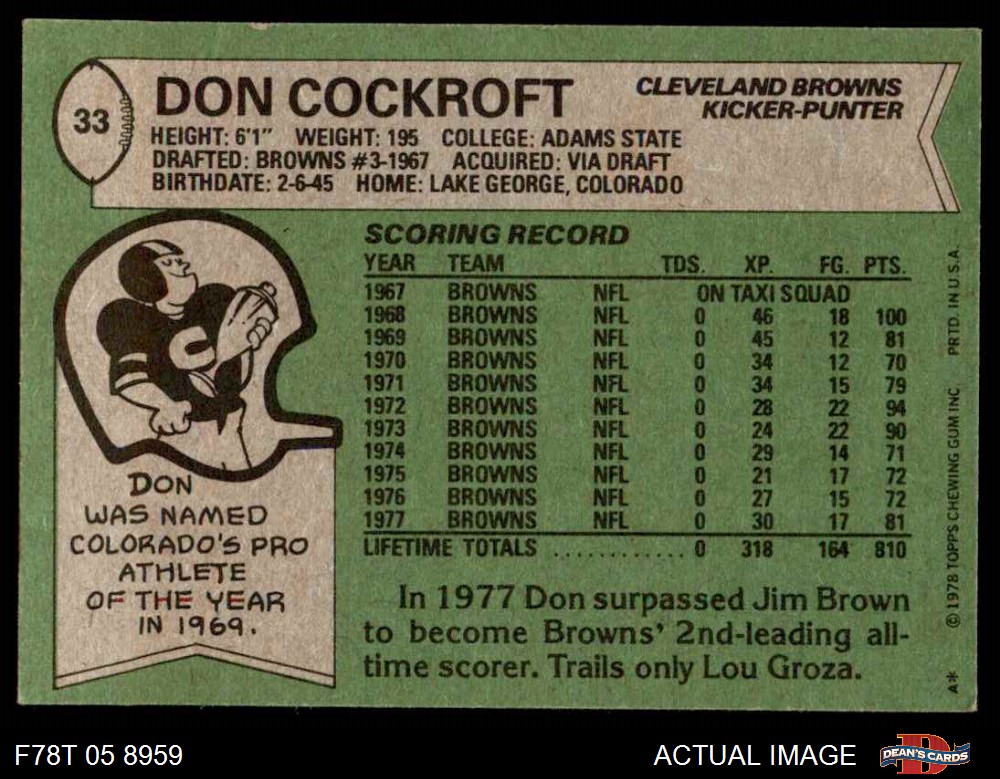 33
DON COCKROFT
CLEVELAND BROWNS
KICKER-PUNTER
HEIGHT: 6'1" WEIGHT: 195 COLLEGE: ADAMS STATE
DRAFTED: BROWNS #3-1967 ACQUIRED: VIA DRAFT
BIRTHDATE: 2-6-45 HOME: LAKE GEORGE, COLORADO
C
DON
WAS NAMED
COLORADO'S PRO
ATHLETE
OF THE YEAR
IN 1969.
SCORING RECORD
YEAR TEAM TDS. XP. FG. PTS.
1967 BROWNS NFL ON TAXI SQUAD
1968 BROWNS NFL 0 46 18 100
1969 BROWNS NFL 0 45 12 81
1970 BROWNS NFL 0 34 12 70
1971 BROWNS NFL 0 34 15 79
1972 BROWNS NFL 0 28 22 94
1973 BROWNS NFL 0 24 22 90
1974 BROWNS NFL 0 29 14 71
1975 BROWNS NFL 0 21 17 72
1976 BROWNS NFL 0 27 15 72
1977 BROWNS NFL 0 30 17 81
LIFETIME TOTALS ............ 0 318 164 810
In 1977 Don surpassed Jim Brown
to become Browns' 2nd-leading all-
time scorer. Trails only Lou Groza.
A* © 1978 TOPPS CHEWING GUM INC PRTD. IN U.S.A.
F78T 05 8959
ACTUAL IMAGE
DEAN'S CARDS